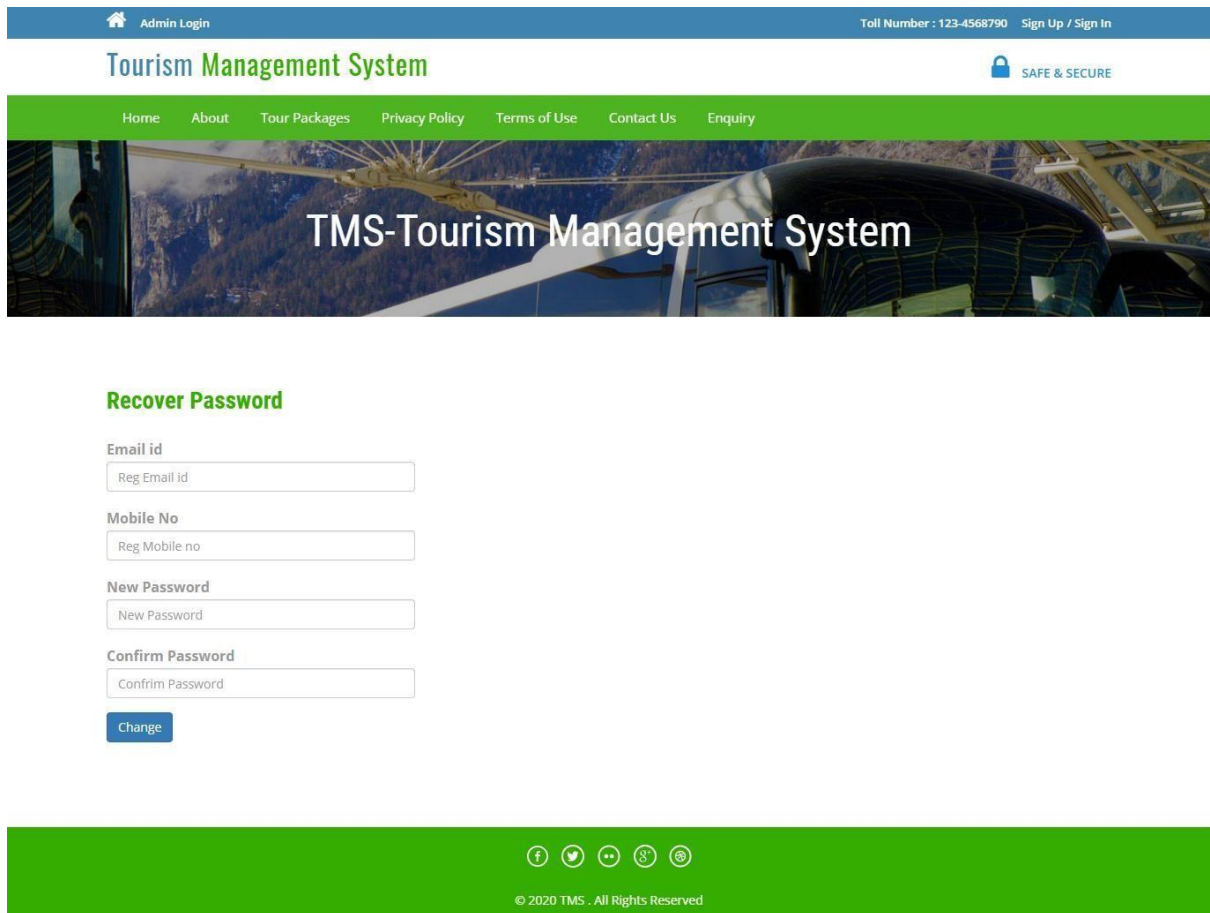 Admin Login
Toll Number : 123-4568790 Sign Up / Sign In
Tourism Management System
SAFE & SECURE
Home About Tour Packages Privacy Policy Terms of Use Contact Us Enquiry
TMS-Tourism Management System
Recover Password
Email id
Reg Email id
Mobile No
Reg Mobile no
New Password
New Password
Confirm Password
Confrim Password
Change
© 2020 TMS . All Rights Reserved